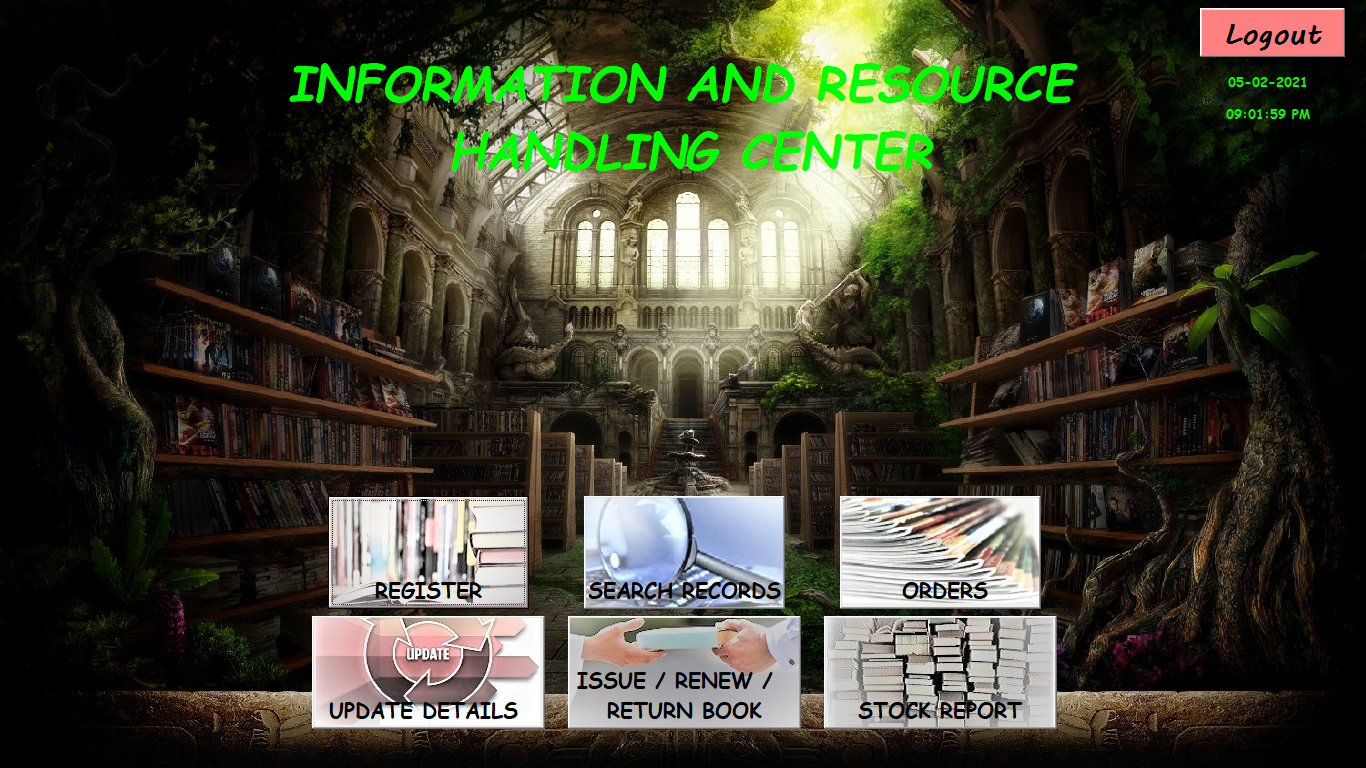 Logout
INFORMATION AND RESOURCE
HANDLING CENTER
05-02-2021
09:01:59 PM
REGISTER
SEARCH RECORDS
ORDERS
UPDATE
UPDATE DETAILS
ISSUE / RENEW /
RETURN BOOK
STOCK REPORT